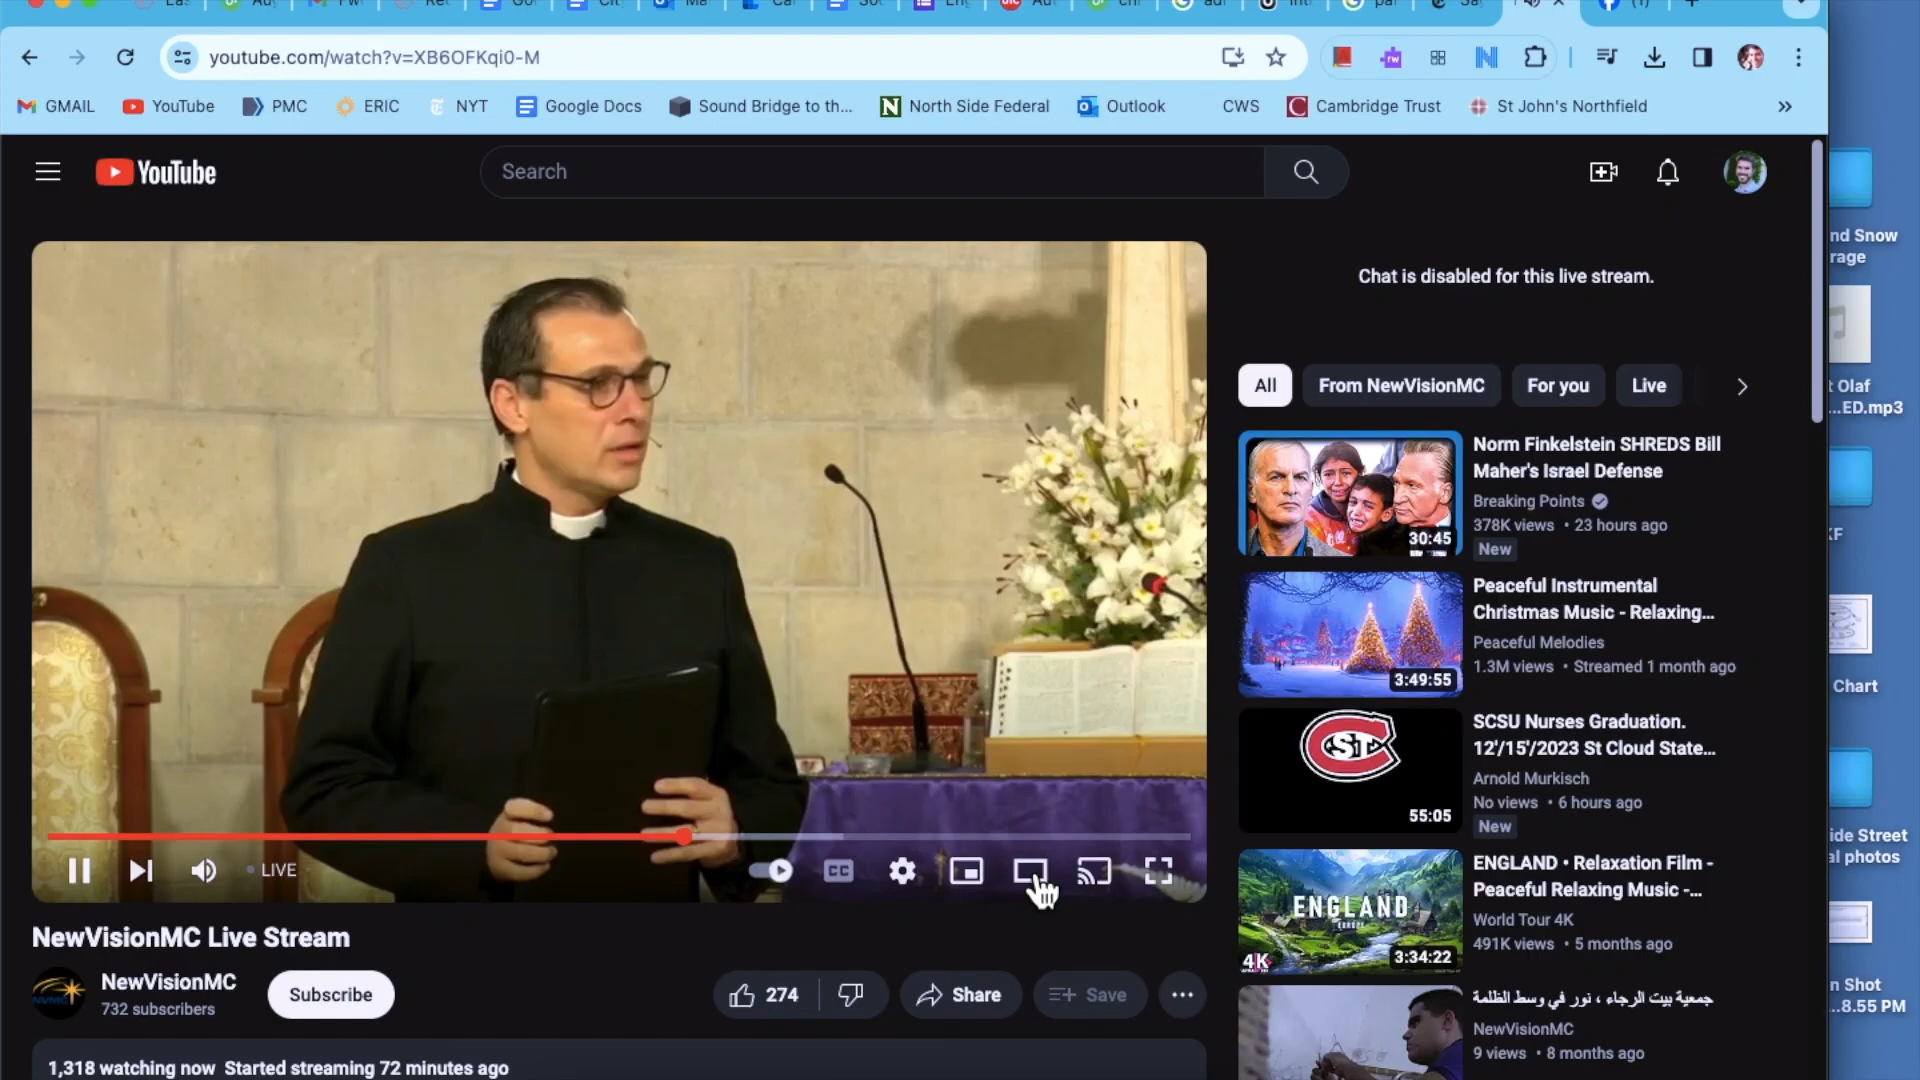 youtube.com/watch?v=XB6OFKqi0-M
GMAIL YouTube PMC ERIC NYT Google Docs Sound Bridge to th... North Side Federal Outlook CWS Cambridge Trust St John's Northfield
YouTube
Search
Chat is disabled for this live stream.
All From NewVisionMC For you Live
Norm Finkelstein SHREDS Bill
Maher's Israel Defense
Breaking Points
378K views • 23 hours ago
New
30:45
Peaceful Instrumental
Christmas Music - Relaxing...
Peaceful Melodies
1.3M views • Streamed 1 month ago
3:49:55
SCSU Nurses Graduation.
12'/15'/2023 St Cloud State...
Arnold Murkisch
No views • 6 hours ago
New
55:05
ENGLAND • Relaxation Film -
Peaceful Relaxing Music -...
World Tour 4K
491K views • 5 months ago
ENGLAND
4K
3:34:22
جمعية بيت الرجاء ، نور في وسط الظلمة
NewVisionMC
9 views • 8 months ago
LIVE
CC
NewVisionMC Live Stream
NewVisionMC
732 subscribers
Subscribe
274
Share
Save
1,318 watching now Started streaming 72 minutes ago
nd Snow
rage
t Olaf
...ED.mp3
Chart
ide Street
al photos
n Shot
...8.55 PM